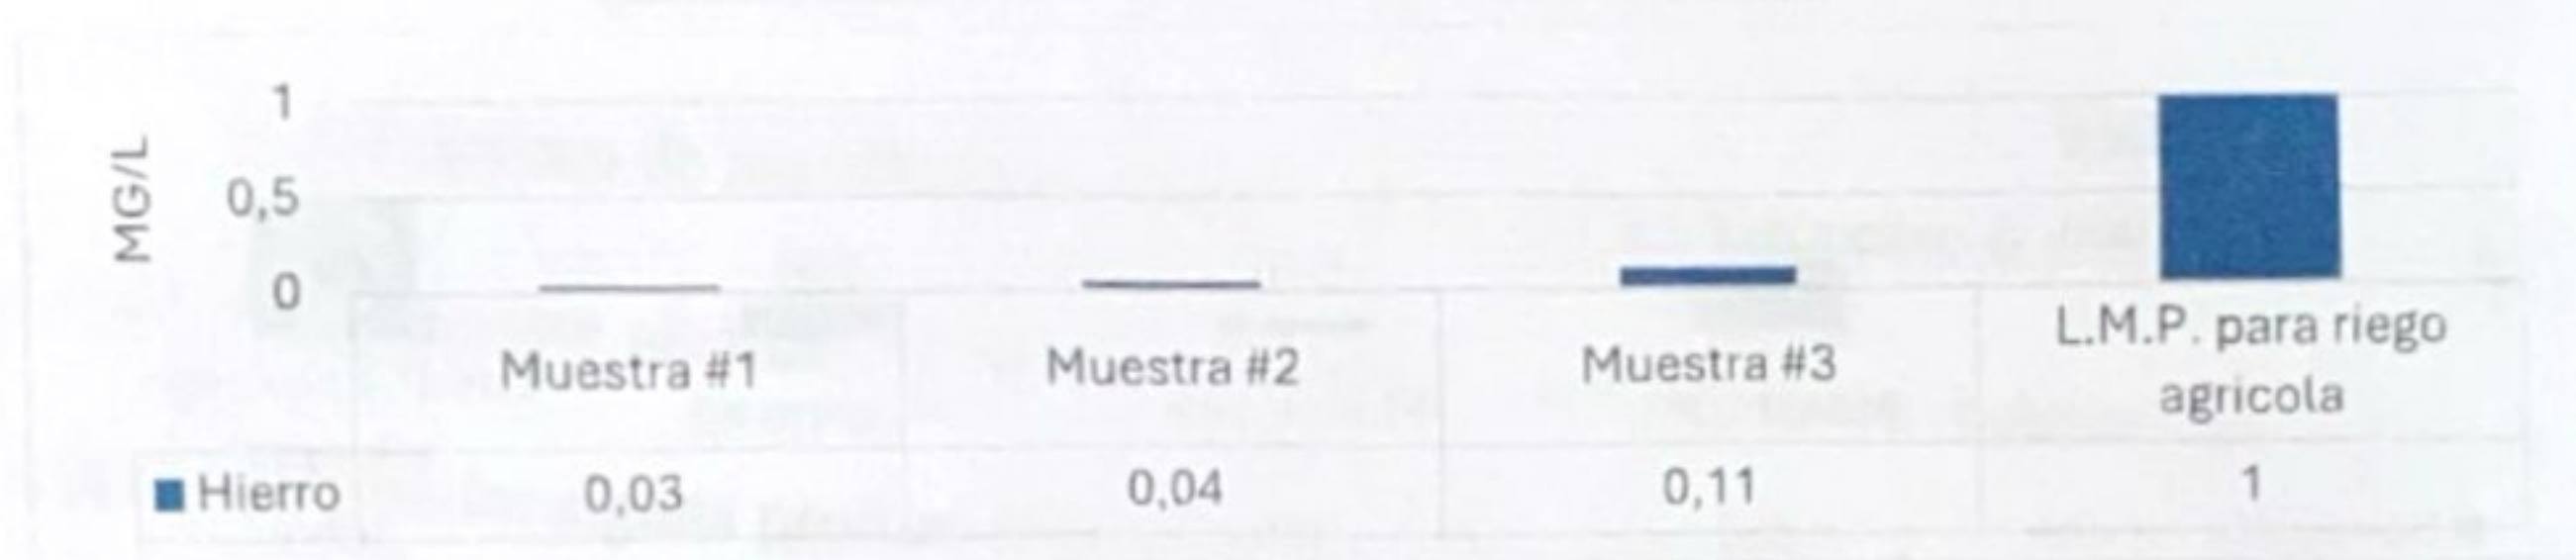 MG/L
1
0,5
0
Muestra #1
Muestra #2
Muestra #3
L.M.P. para riego
agricola
Hierro 0,03 0,04 0,11 1